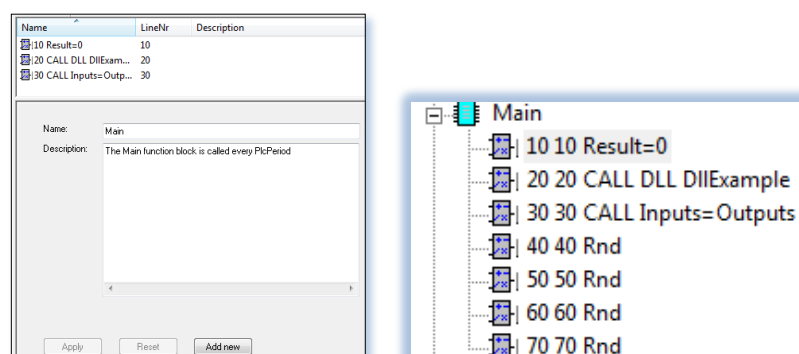 Name LineNr Description
10 Result=0 10
20 CALL DLL DllExam... 20
30 CALL Inputs=Outp... 30
Name: Main
Description: The Main function block is called every PlcPeriod
Apply Reset Add new
Main
10 10 Result=0
20 20 CALL DLL DllExample
30 30 CALL Inputs=Outputs
40 40 Rnd
50 50 Rnd
60 60 Rnd
70 70 Rnd